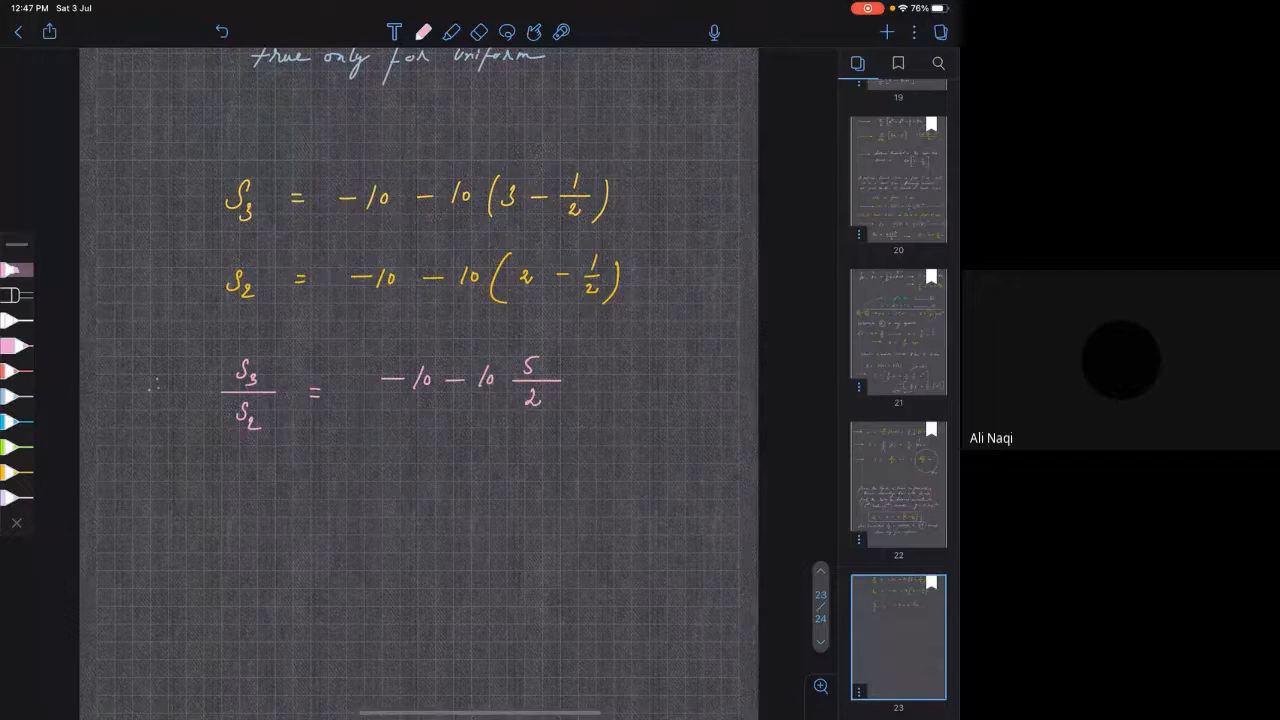 12:47 PM Sat 3 Jul
76%
T
true only for uniform
S₃ = -10 - 10 (3 - 1/2)
S₂ = -10 - 10 (2 - 1/2)
∴ S₃/S₂ = -10 - 10 5/2
19
20
21
22
23
23
24
Ali Naqi